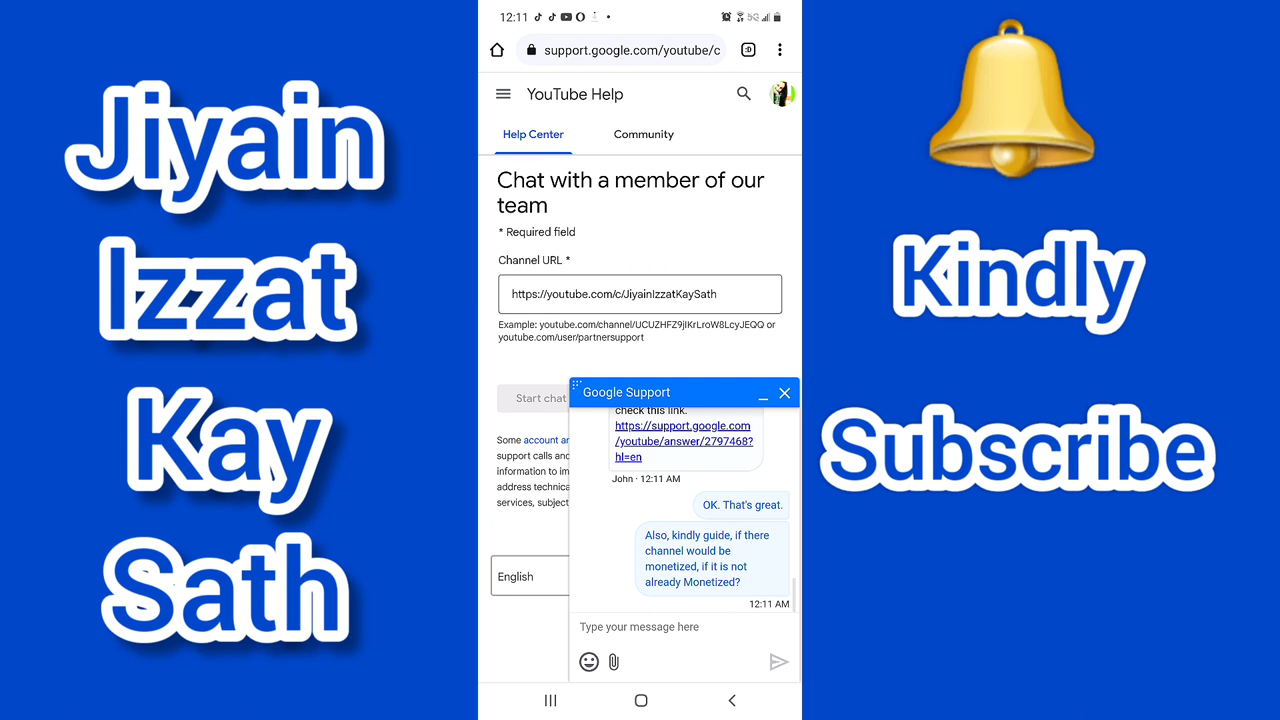 Jiyain
Izzat
Kay
Sath
12:11
5G
support.google.com/youtube/c
:D
YouTube Help
Help Center
Community
Chat with a member of our
team
* Required field
Channel URL *
https://youtube.com/c/JiyainIzzatKaySath
Example: youtube.com/channel/UCUZHFZ9jIKrLroW8LcyJEQQ or
youtube.com/user/partnersupport
Start chat
Some account an
support calls and
information to im
address technica
services, subject
English
Google Support
check this link.
https://support.google.com
/youtube/answer/2797468?
hl=en
John · 12:11 AM
OK. That's great.
Also, kindly guide, if there
channel would be
monetized, if it is not
already Monetized?
12:11 AM
Type your message here
Kindly
Subscribe